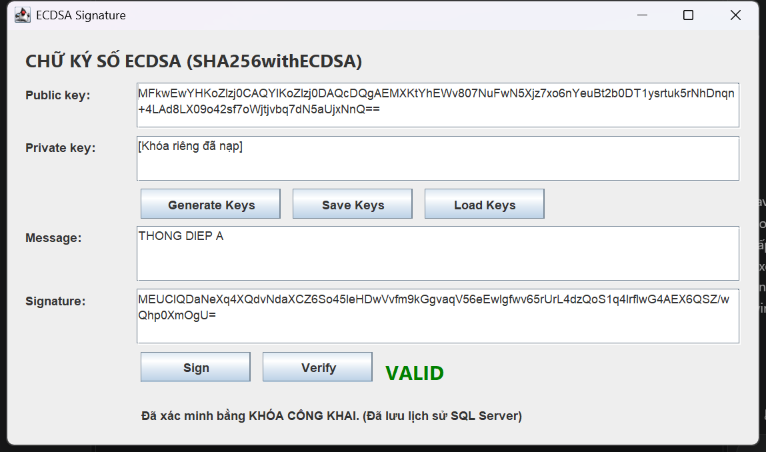 ECDSA Signature
CHỮ KÝ SỐ ECDSA (SHA256withECDSA)
Public key:
MFkwEwYHKoZIzj0CAQYIKoZIzj0DAQcDQgAEMXKtYhEWv807NuFwN5Xjz7xo6nYeuBt2b0DT1ysrtuk5rNhDnqn
+4LAd8LX09o42sf7oWjtjvbq7dN5aUjxNnQ==
Private key:
[Khóa riêng đã nạp]
Generate Keys
Save Keys
Load Keys
Message:
THONG DIEP A
Signature:
MEUCIQDaNeXq4XQdvNdaXCZ6So45leHDwVvfm9kGgvaqV56eEwIgfwv65rUrL4dzQoS1q4lrflwG4AEX6QSZ/w
Qhp0XmOgU=
Sign
Verify
VALID
Đã xác minh bằng KHÓA CÔNG KHAI. (Đã lưu lịch sử SQL Server)